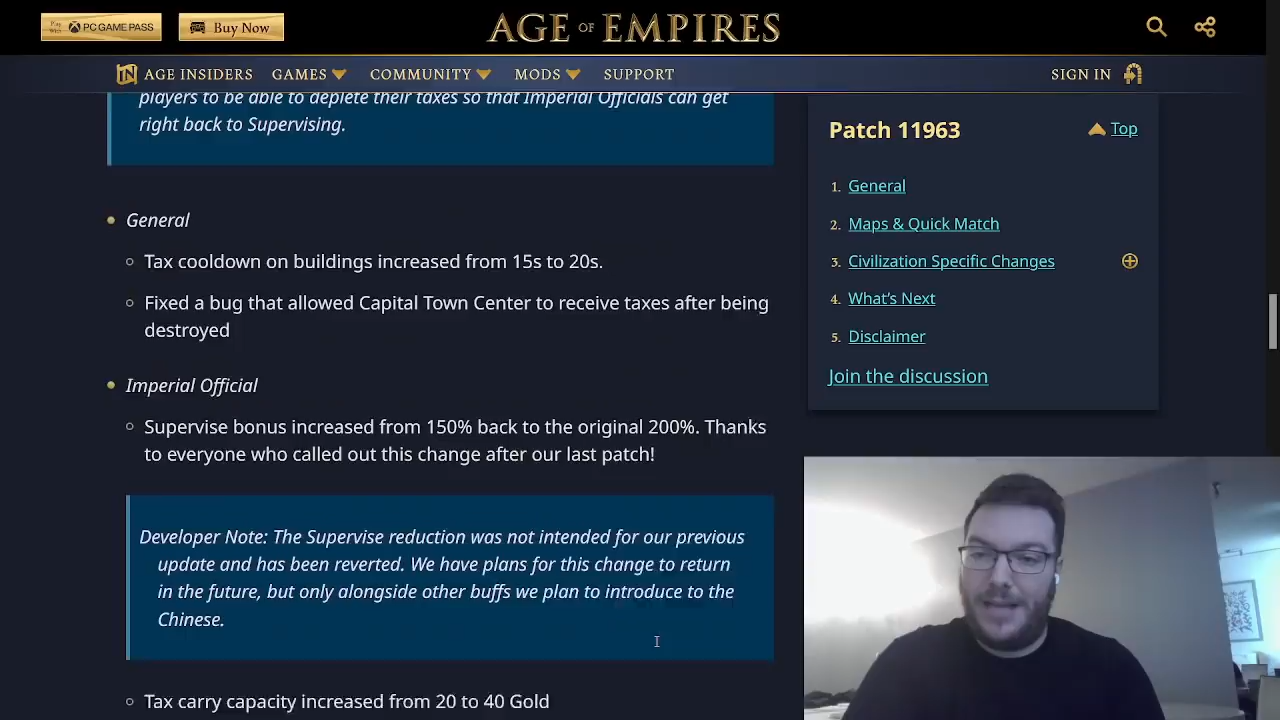 Play With PC GAME PASS
Buy Now
AGE OF EMPIRES
AGE INSIDERS GAMES COMMUNITY MODS SUPPORT SIGN IN
players to be able to deplete their taxes so that Imperial Officials can get
right back to Supervising.
General
Tax cooldown on buildings increased from 15s to 20s.
Fixed a bug that allowed Capital Town Center to receive taxes after being
destroyed
Imperial Official
Supervise bonus increased from 150% back to the original 200%. Thanks
to everyone who called out this change after our last patch!
Developer Note: The Supervise reduction was not intended for our previous
update and has been reverted. We have plans for this change to return
in the future, but only alongside other buffs we plan to introduce to the
Chinese.
Tax carry capacity increased from 20 to 40 Gold
Patch 11963
Top
1. General
2. Maps & Quick Match
3. Civilization Specific Changes
4. What's Next
5. Disclaimer
Join the discussion